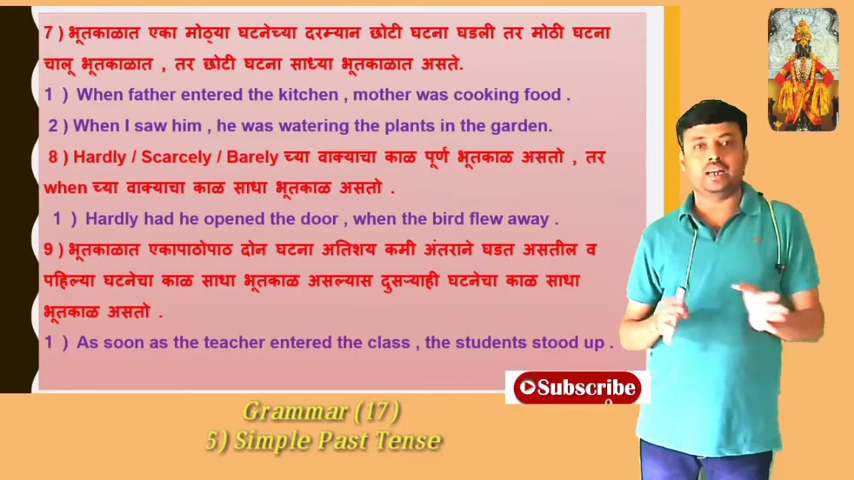 7 ) भूतकाळात एका मोठ्या घटनेच्या दरम्यान छोटी घटना घडली तर मोठी घटना
चालू भूतकाळात , तर छोटी घटना साध्या भूतकाळात असते.
1 ) When father entered the kitchen , mother was cooking food .
2 ) When I saw him , he was watering the plants in the garden.
8 ) Hardly / Scarcely / Barely च्या वाक्याचा काळ पूर्ण भूतकाळ असतो , तर
when च्या वाक्याचा काळ साधा भूतकाळ असतो .
1 ) Hardly had he opened the door , when the bird flew away .
9 ) भूतकाळात एकापाठोपाठ दोन घटना अतिशय कमी अंतराने घडत असतील व
पहिल्या घटनेचा काळ साधा भूतकाळ असल्यास दुसऱ्याही घटनेचा काळ साधा
भूतकाळ असतो .
1 ) As soon as the teacher entered the class , the students stood up .
Subscribe
Grammar (17)
5) Simple Past Tense